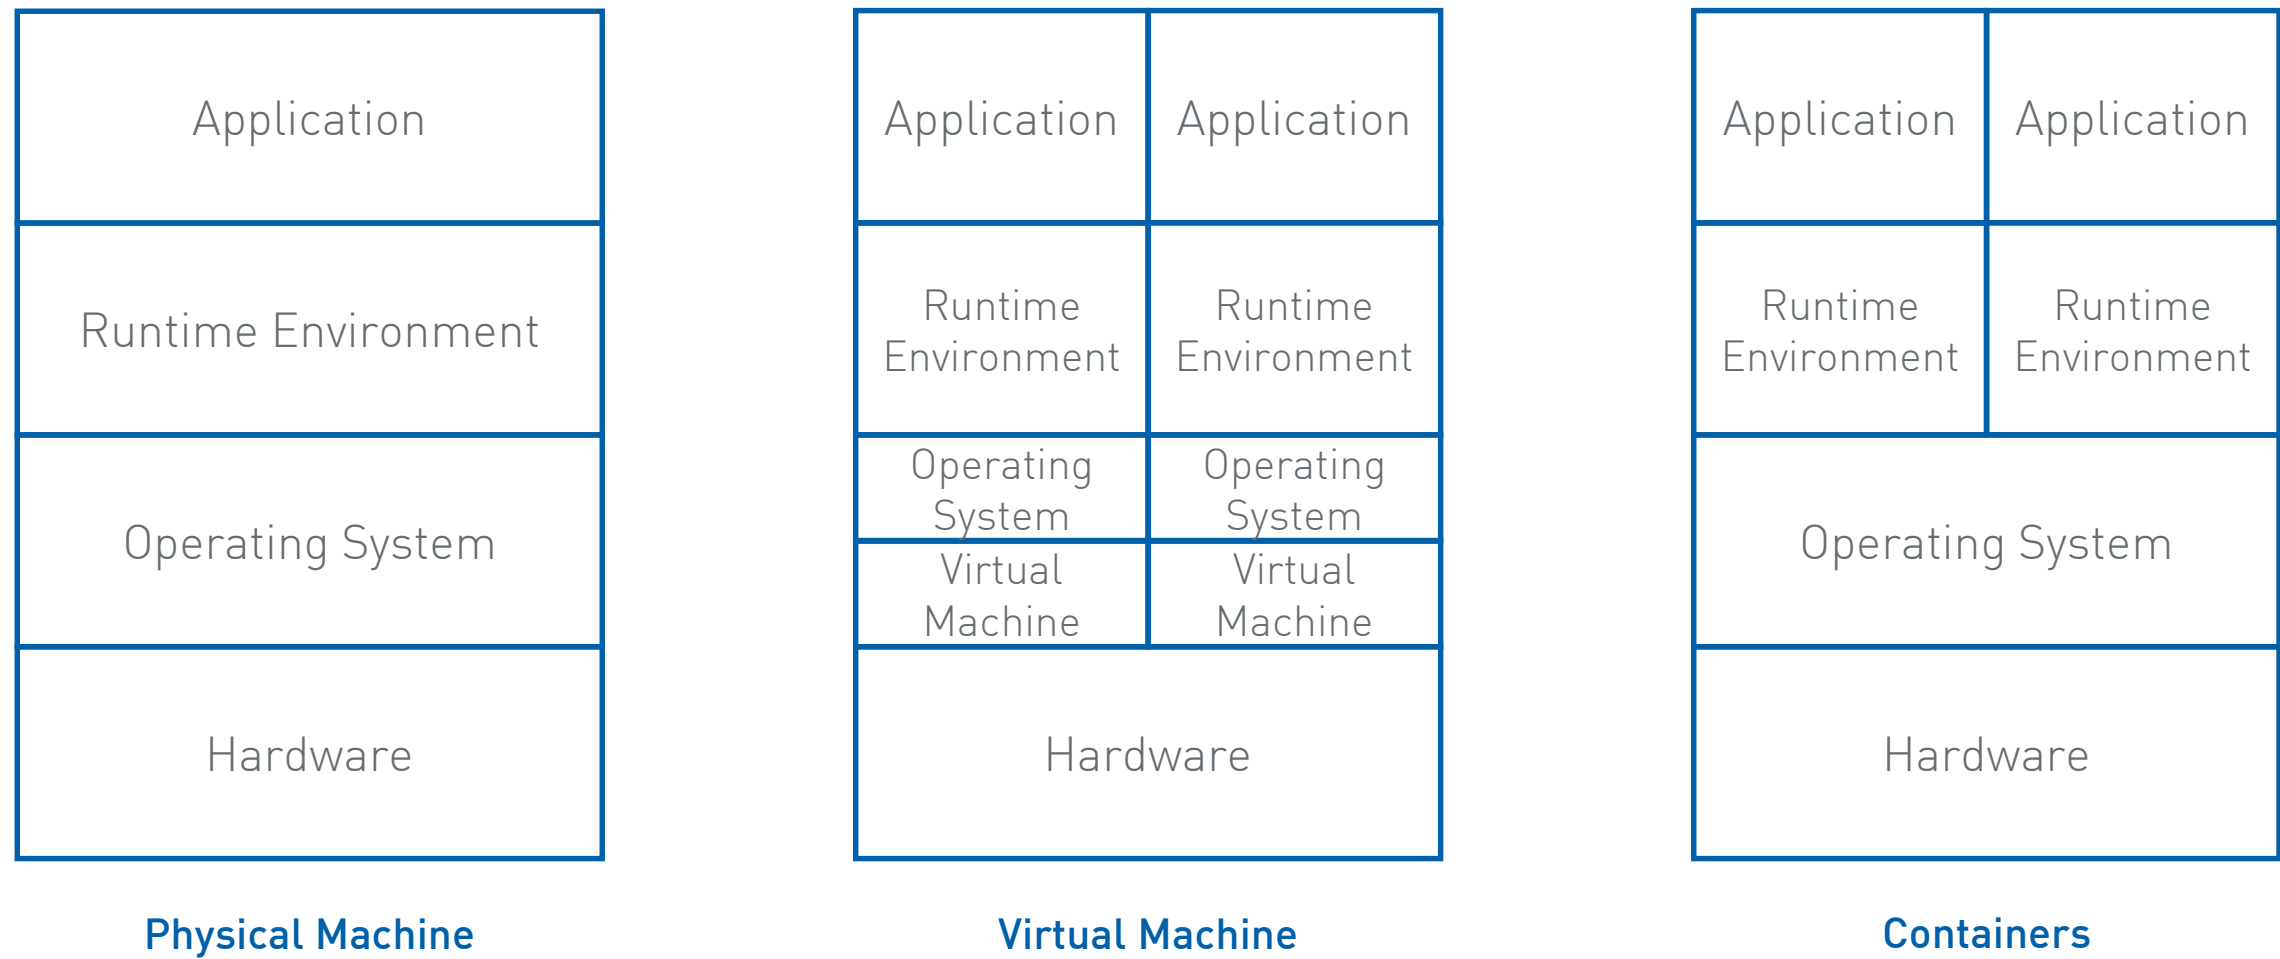 Application
Runtime Environment
Operating System
Hardware
Physical Machine
Application
Application
Runtime
Environment
Runtime
Environment
Operating
System
Operating
System
Virtual
Machine
Virtual
Machine
Hardware
Virtual Machine
Application
Application
Runtime
Environment
Runtime
Environment
Operating System
Hardware
Containers